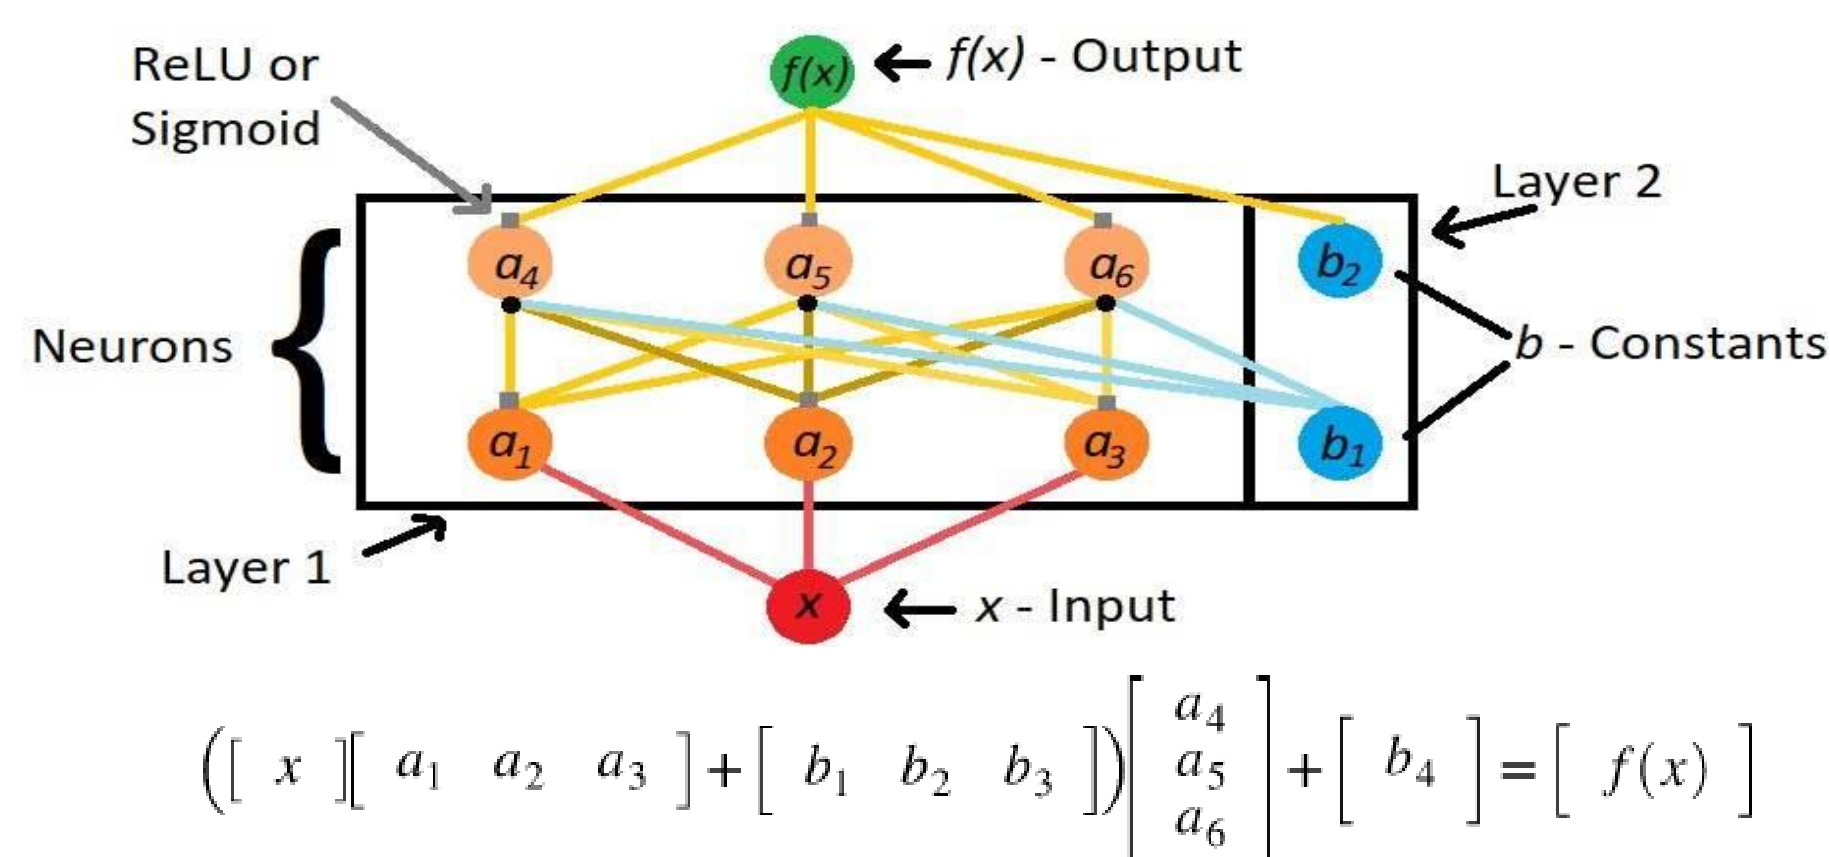 ReLU or
Sigmoid
f(x)
f(x) - Output
Layer 2
a4
a5
a6
b2
Neurons
b - Constants
a1
a2
a3
b1
Layer 1
x
x - Input
([ x ][ a1 a2 a3 ] + [ b1 b2 b3 ]) [ a4 a5 a6 ] + [ b4 ] = [ f(x) ]